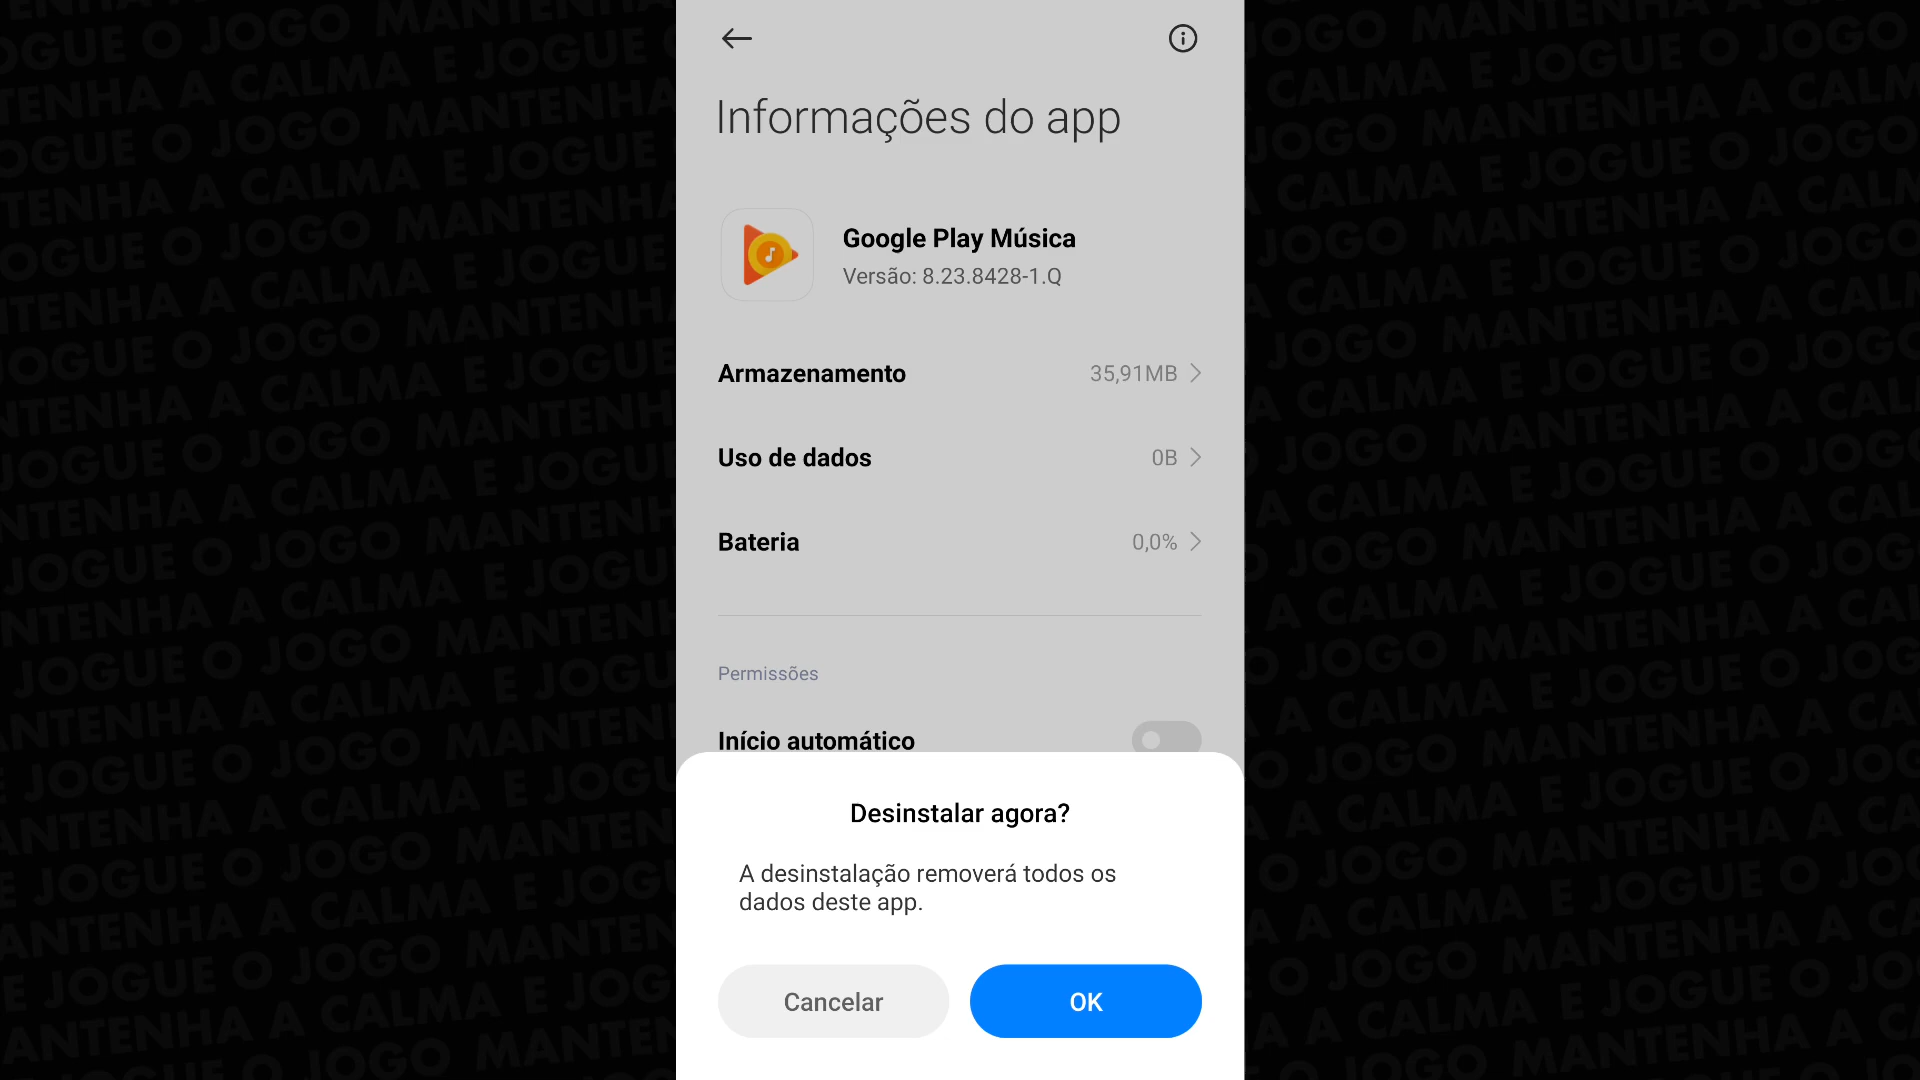 Informações do app
Google Play Música
Versão: 8.23.8428-1.Q
Armazenamento 35,91MB
Uso de dados 0B
Bateria 0,0%
Permissões
Início automático
Desinstalar agora?
A desinstalação removerá todos os
dados deste app.
Cancelar OK
MANTENHA A CALMA E JOGUE O JOGO